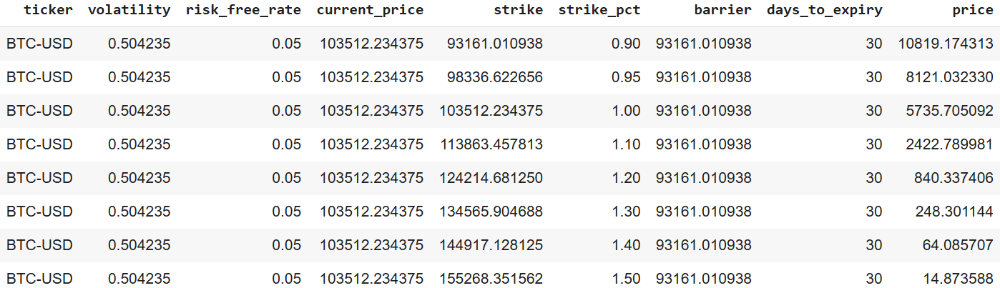 ticker volatility risk_free_rate current_price strike strike_pct barrier days_to_expiry price
BTC-USD 0.504235 0.05 103512.234375 93161.010938 0.90 93161.010938 30 10819.174313
BTC-USD 0.504235 0.05 103512.234375 98336.622656 0.95 93161.010938 30 8121.032330
BTC-USD 0.504235 0.05 103512.234375 103512.234375 1.00 93161.010938 30 5735.705092
BTC-USD 0.504235 0.05 103512.234375 113863.457813 1.10 93161.010938 30 2422.789981
BTC-USD 0.504235 0.05 103512.234375 124214.681250 1.20 93161.010938 30 840.337406
BTC-USD 0.504235 0.05 103512.234375 134565.904688 1.30 93161.010938 30 248.301144
BTC-USD 0.504235 0.05 103512.234375 144917.128125 1.40 93161.010938 30 64.085707
BTC-USD 0.504235 0.05 103512.234375 155268.351562 1.50 93161.010938 30 14.873588